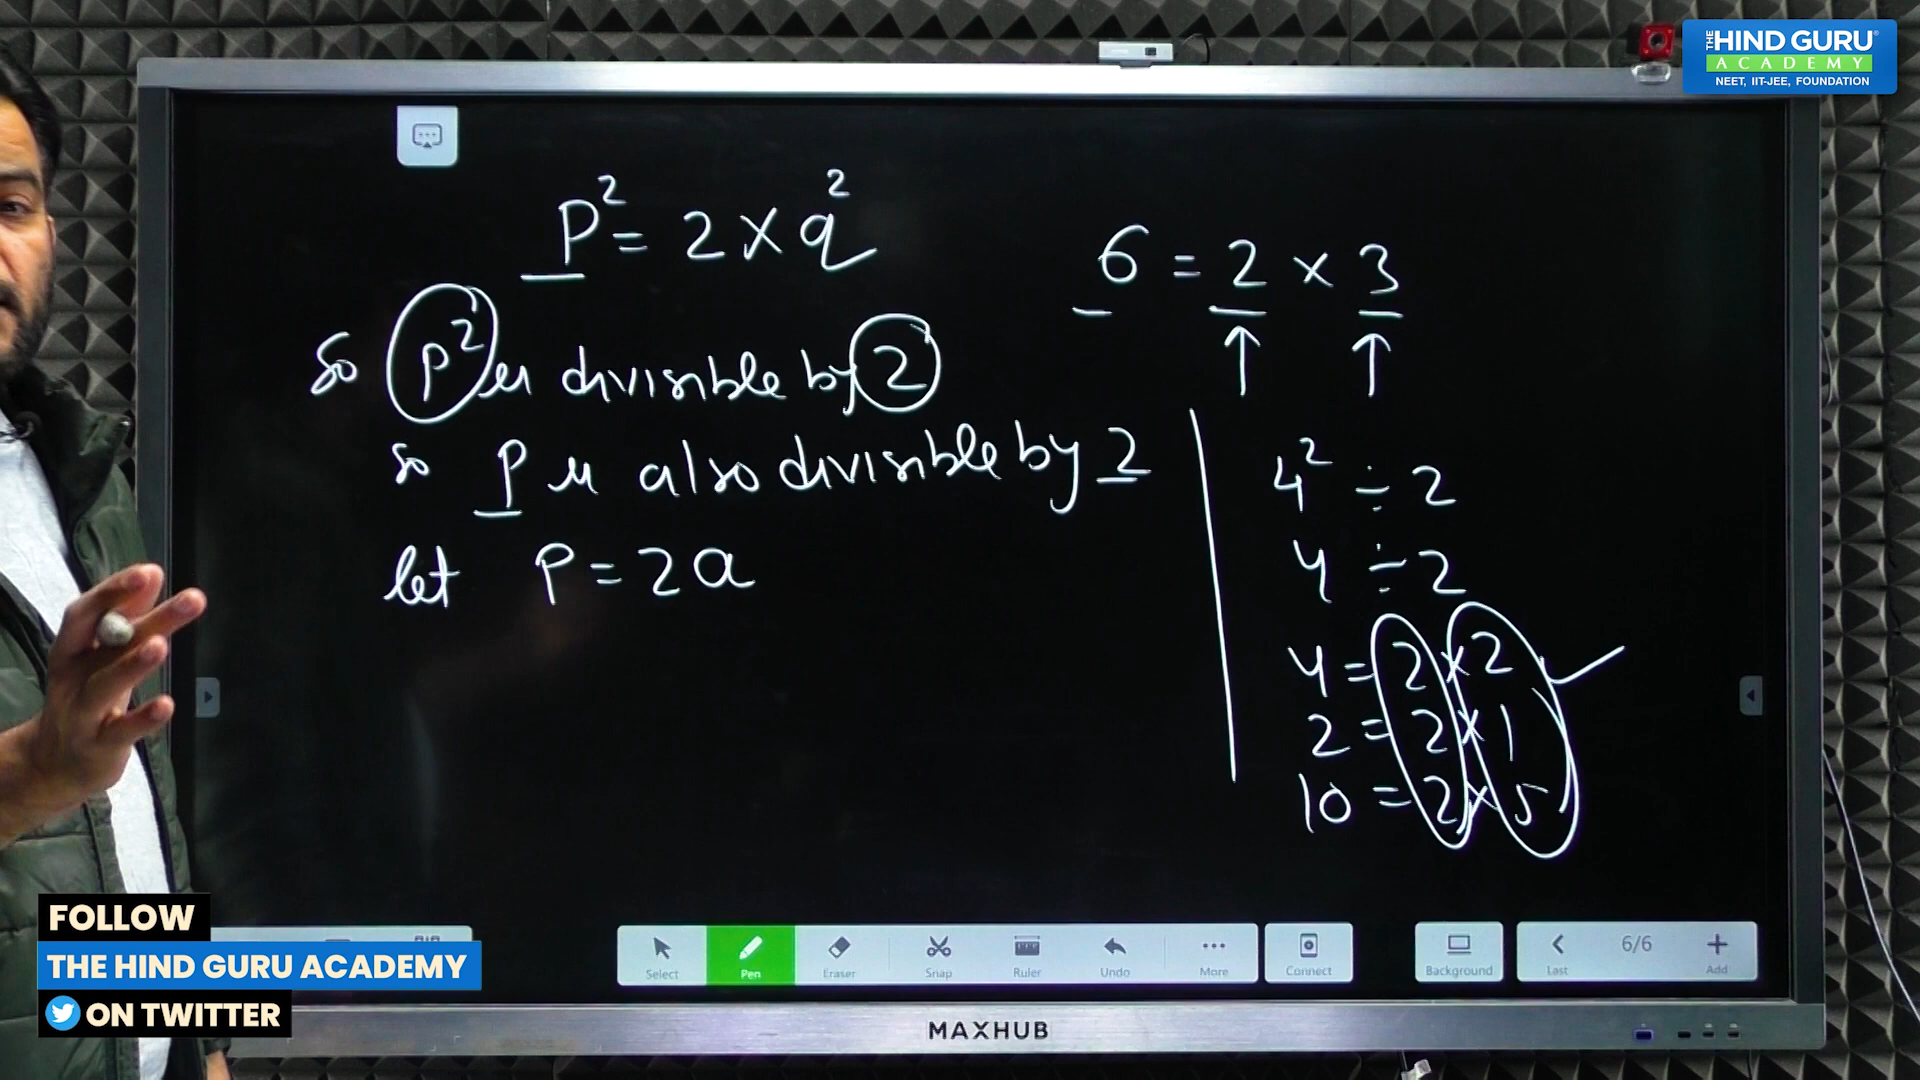 THE HIND GURU
ACADEMY
NEET, IIT-JEE, FOUNDATION
P² = 2 × q²
So p² is divisible by 2
so p is also divisible by 2
let P = 2a
6 = 2 × 3
4² ÷ 2
4 ÷ 2
4 = 2 × 2
2 = 2 × 1
10 = 2 × 5
FOLLOW
THE HIND GURU ACADEMY
ON TWITTER
Select Pen Eraser Snap Ruler Undo More Connect Background Last 6/6 Add
MAXHUB